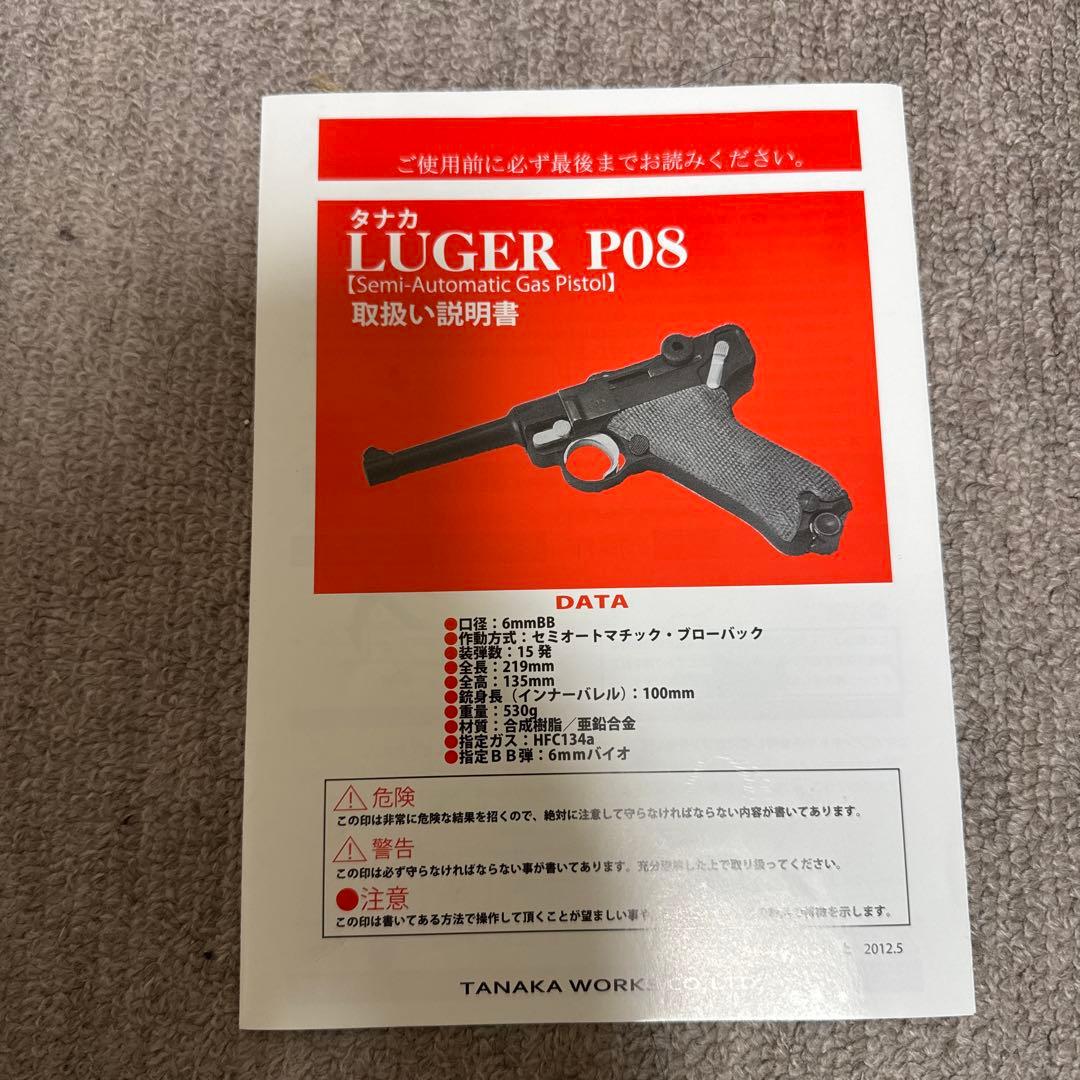 ご使用前に必ず最後までお読みください。
タナカ
LUGER P08
【Semi-Automatic Gas Pistol】
取扱い説明書
DATA
●口径：6mmBB
●作動方式：セミオートマチック・ブローバック
●装弾数：15発
●全長：219mm
●全高：135mm
●銃身長（インナーバレル）：100mm
●重量：530g
●材質：合成樹脂／亜鉛合金
●指定ガス：HFC134a
●指定ＢＢ弾：6mmバイオ
⚠危険
この印は非常に危険な結果を招くので、絶対に注意して守らなければならない内容が書いてあります。
⚠警告
この印は必ず守らなければならない事が書いてあります。充分理解した上で取り扱ってください。
●注意
この印は書いてある方法で操作して頂くことが望ましい事や を示します。
2012.5
TANAKA WORKS CO.,LTD.